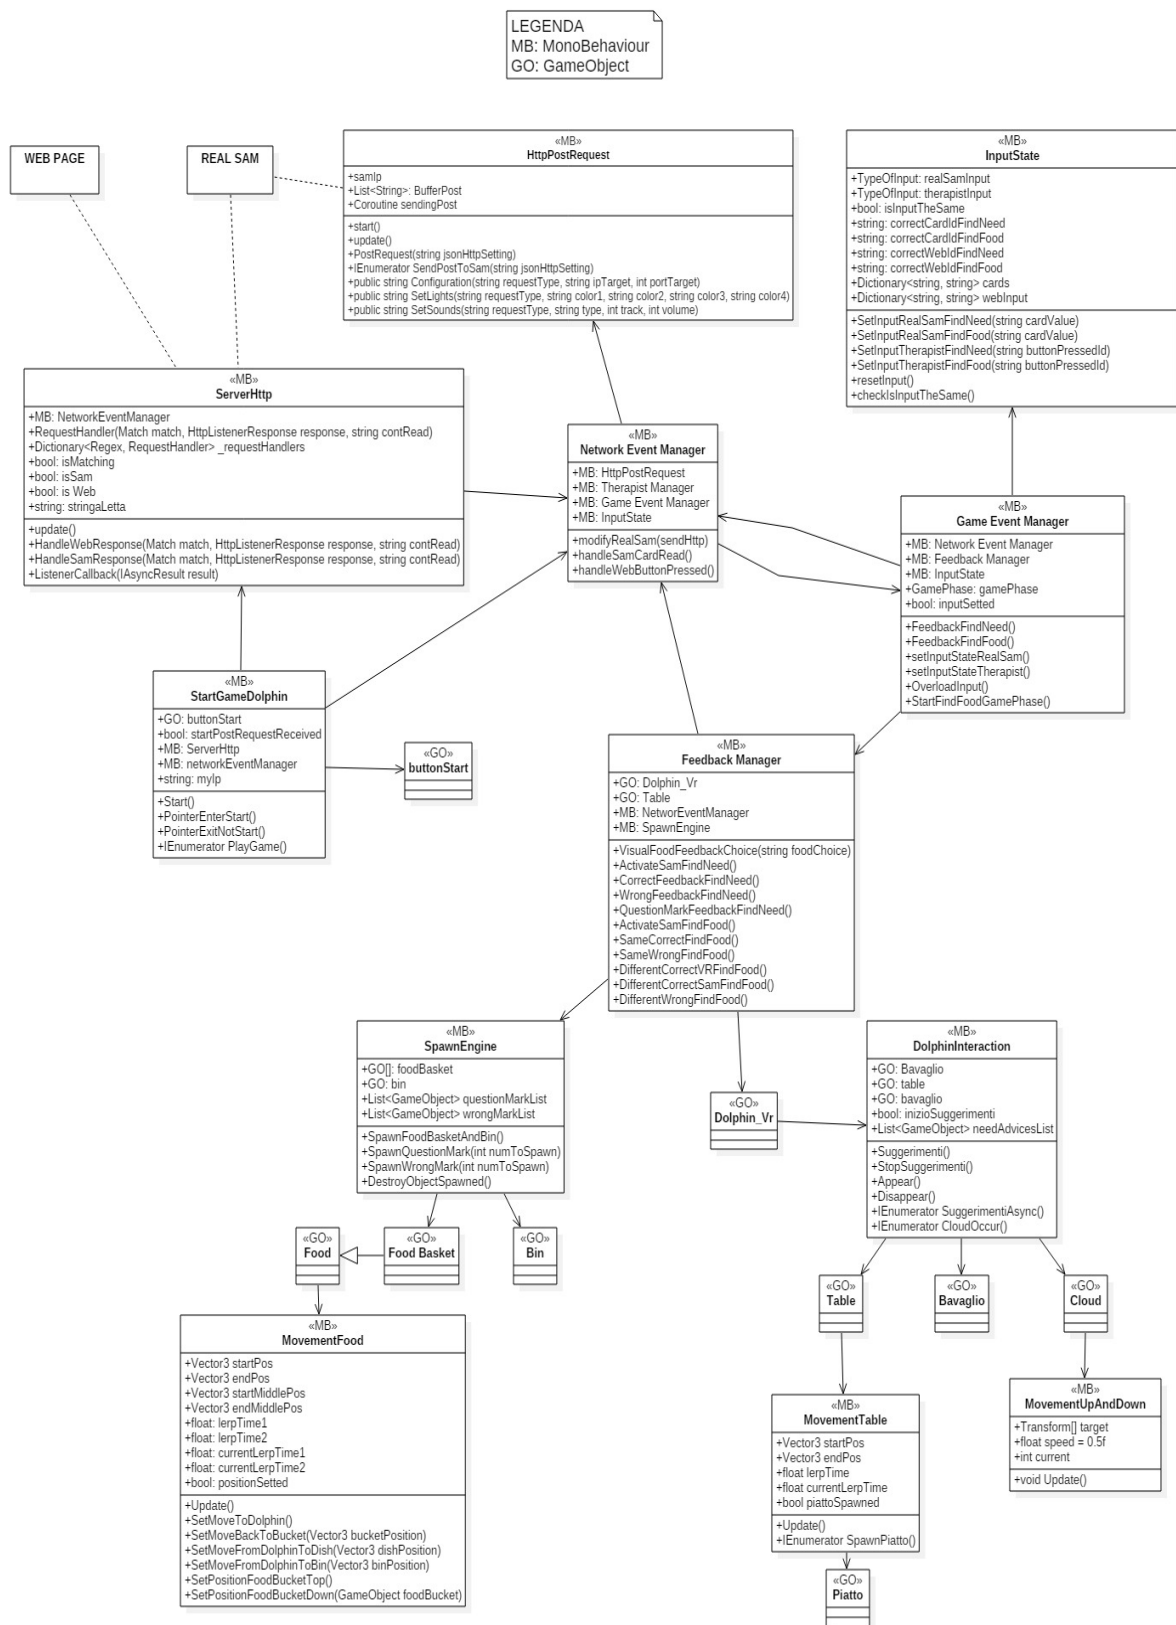 LEGENDA
MB: MonoBehaviour
GO: GameObject
WEB PAGE
REAL SAM
«MB»
HttpPostRequest
+samIp
+List<String>: BufferPost
+Coroutine sendingPost
+start()
+update()
+PostRequest(string jsonHttpSetting)
+IEnumerator SendPostToSam(string jsonHttpSetting)
+public string Configuration(string requestType, string ipTarget, int portTarget)
+public string SetLights(string requestType, string color1, string color2, string color3, string color4)
+public string SetSounds(string requestType, string type, int track, int volume)
«MB»
InputState
+TypeOfInput: realSamInput
+TypeOfInput: therapistInput
+bool: isInputTheSame
+string: correctCardIdFindNeed
+string: correctCardIdFindFood
+string: correctWebIdFindNeed
+string: correctWebIdFindFood
+Dictionary<string, string> cards
+Dictionary<string, string> webInput
+SetInputRealSamFindNeed(string cardValue)
+SetInputRealSamFindFood(string cardValue)
+SetInputTherapistFindNeed(string buttonPressedId)
+SetInputTherapistFindFood(string buttonPressedId)
+resetInput()
+checkIsInputTheSame()
«MB»
ServerHttp
+MB: NetworkEventManager
+RequestHandler(Match match, HttpListenerResponse response, string contRead)
+Dictionary<Regex, RequestHandler> _requestHandlers
+bool: isMatching
+bool: isSam
+bool: is Web
+string: stringaLetta
+update()
+HandleWebResponse(Match match, HttpListenerResponse response, string contRead)
+HandleSamResponse(Match match, HttpListenerResponse response, string contRead)
+ListenerCallback(IAsyncResult result)
«MB»
Network Event Manager
+MB: HttpPostRequest
+MB: Therapist Manager
+MB: Game Event Manager
+MB: InputState
+modifyRealSam(sendHttp)
+handleSamCardRead()
+handleWebButtonPressed()
«MB»
Game Event Manager
+MB: Network Event Manager
+MB: Feedback Manager
+MB: InputState
+GamePhase: gamePhase
+bool: inputSetted
+FeedbackFindNeed()
+FeedbackFindFood()
+setInputStateRealSam()
+setInputStateTherapist()
+OverloadInput()
+StartFindFoodGamePhase()
«MB»
StartGameDolphin
+GO: buttonStart
+bool: startPostRequestReceived
+MB: ServerHttp
+MB: networkEventManager
+string: myIp
+Start()
+PointerEnterStart()
+PointerExitNotStart()
+IEnumerator PlayGame()
«GO»
buttonStart
«MB»
Feedback Manager
+GO: Dolphin_Vr
+GO: Table
+MB: NetworEventManager
+MB: SpawnEngine
+VisualFoodFeedbackChoice(string foodChoice)
+ActivateSamFindNeed()
+CorrectFeedbackFindNeed()
+WrongFeedbackFindNeed()
+QuestionMarkFeedbackFindNeed()
+ActivateSamFindFood()
+SameCorrectFindFood()
+SameWrongFindFood()
+DifferentCorrectVRFindFood()
+DifferentCorrectSamFindFood()
+DifferentWrongFindFood()
«MB»
SpawnEngine
+GO[]: foodBasket
+GO: bin
+List<GameObject> questionMarkList
+List<GameObject> wrongMarkList
+SpawnFoodBasketAndBin()
+SpawnQuestionMark(int numToSpawn)
+SpawnWrongMark(int numToSpawn)
+DestroyObjectSpawned()
«GO»
Dolphin_Vr
«MB»
DolphinInteraction
+GO: Bavaglio
+GO: table
+GO: bavaglio
+bool: inizioSuggerimenti
+List<GameObject> needAdvicesList
+Suggerimenti()
+StopSuggerimenti()
+Appear()
+Disappear()
+IEnumerator SuggerimentiAsync()
+IEnumerator CloudOccur()
«GO»
Food
«GO»
Food Basket
«GO»
Bin
«GO»
Table
«GO»
Bavaglio
«GO»
Cloud
«MB»
MovementFood
+Vector3 startPos
+Vector3 endPos
+Vector3 startMiddlePos
+Vector3 endMiddlePos
+float: lerpTime1
+float: lerpTime2
+float: currentLerpTime1
+float: currentLerpTime2
+bool: positionSetted
+Update()
+SetMoveToDolphin()
+SetMoveBackToBucket(Vector3 bucketPosition)
+SetMoveFromDolphinToDish(Vector3 dishPosition)
+SetMoveFromDolphinToBin(Vector3 binPosition)
+SetPositionFoodBucketTop()
+SetPositionFoodBucketDown(GameObject foodBucket)
«MB»
MovementTable
+Vector3 startPos
+Vector3 endPos
+float lerpTime
+float currentLerpTime
+bool piattoSpawned
+Update()
+IEnumerator SpawnPiatto()
«MB»
MovementUpAndDown
+Transform[] target
+float speed = 0.5f
+int current
+void Update()
«GO»
Piatto